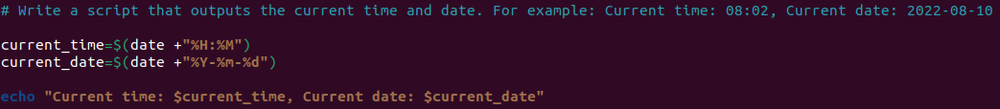 # Write a script that outputs the current time and date. For example: Current time: 08:02, Current date: 2022-08-10
current_time=$(date +"%H:%M")
current_date=$(date +"%Y-%m-%d")
echo "Current time: $current_time, Current date: $current_date"